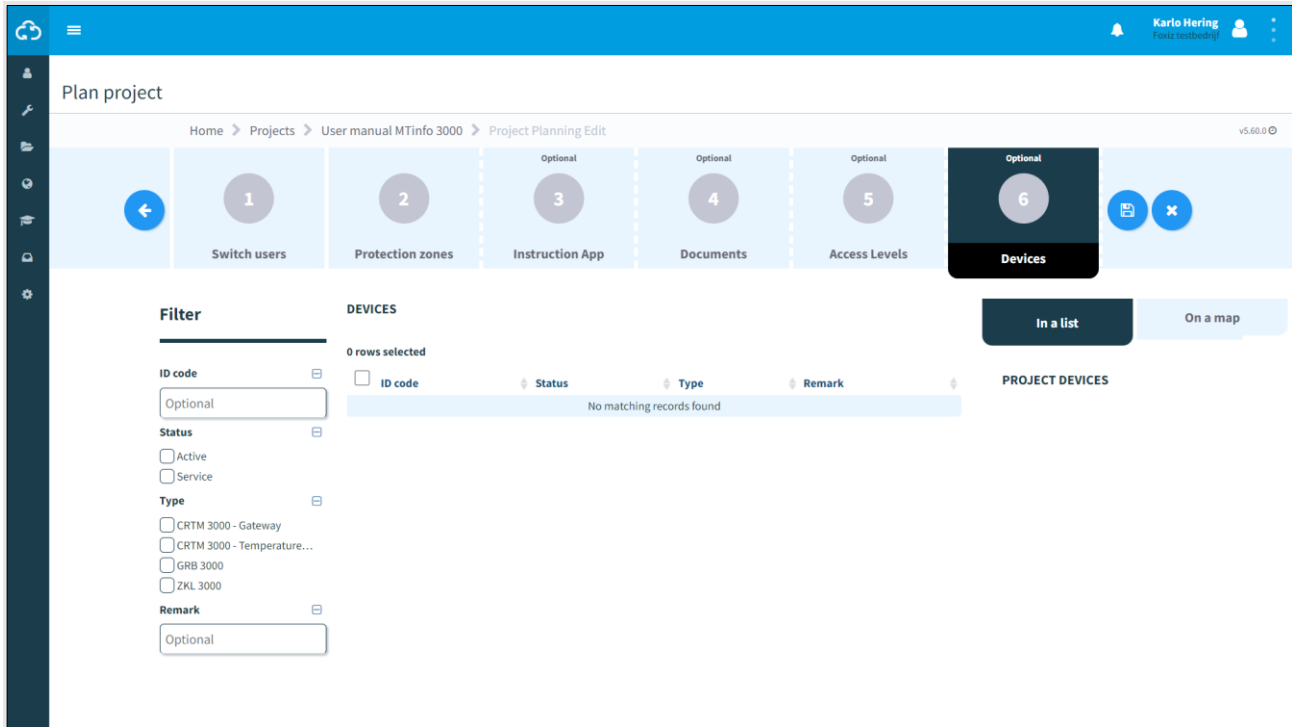 Karlo Hering
Foxiz testbedrijf
Plan project
Home Projects User manual MTinfo 3000 Project Planning Edit
v5.60.0
1
Switch users
2
Protection zones
Optional
3
Instruction App
Optional
4
Documents
Optional
5
Access Levels
Optional
6
Devices
Filter
ID code
Optional
Status
Active
Service
Type
CRTM 3000 - Gateway
CRTM 3000 - Temperature...
GRB 3000
ZKL 3000
Remark
Optional
DEVICES
0 rows selected
ID code Status Type Remark
No matching records found
In a list
On a map
PROJECT DEVICES